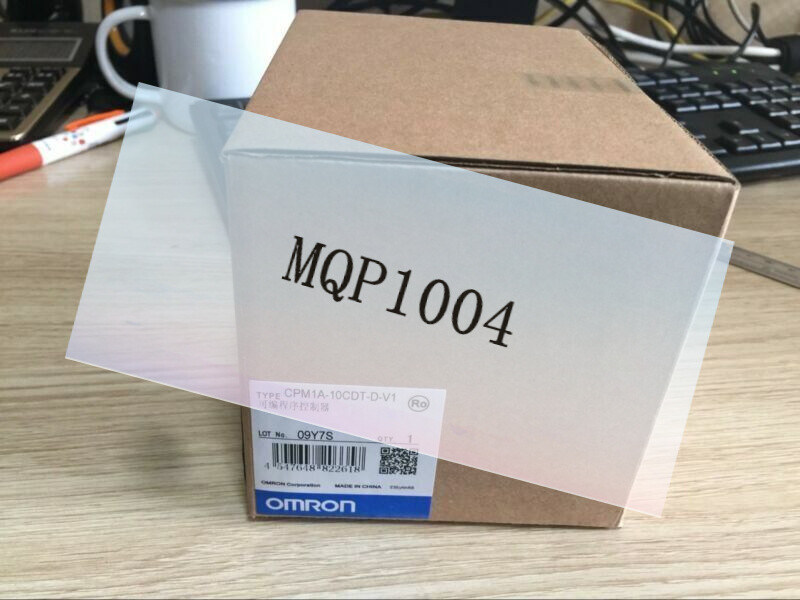 MQP1004
TYPE CPM1A-10CDT-D-V1
可编程序控制器
LOT No. 09Y7S QTY. 1
4 547648 822618
OMRON Corporation MADE IN CHINA
OMRON